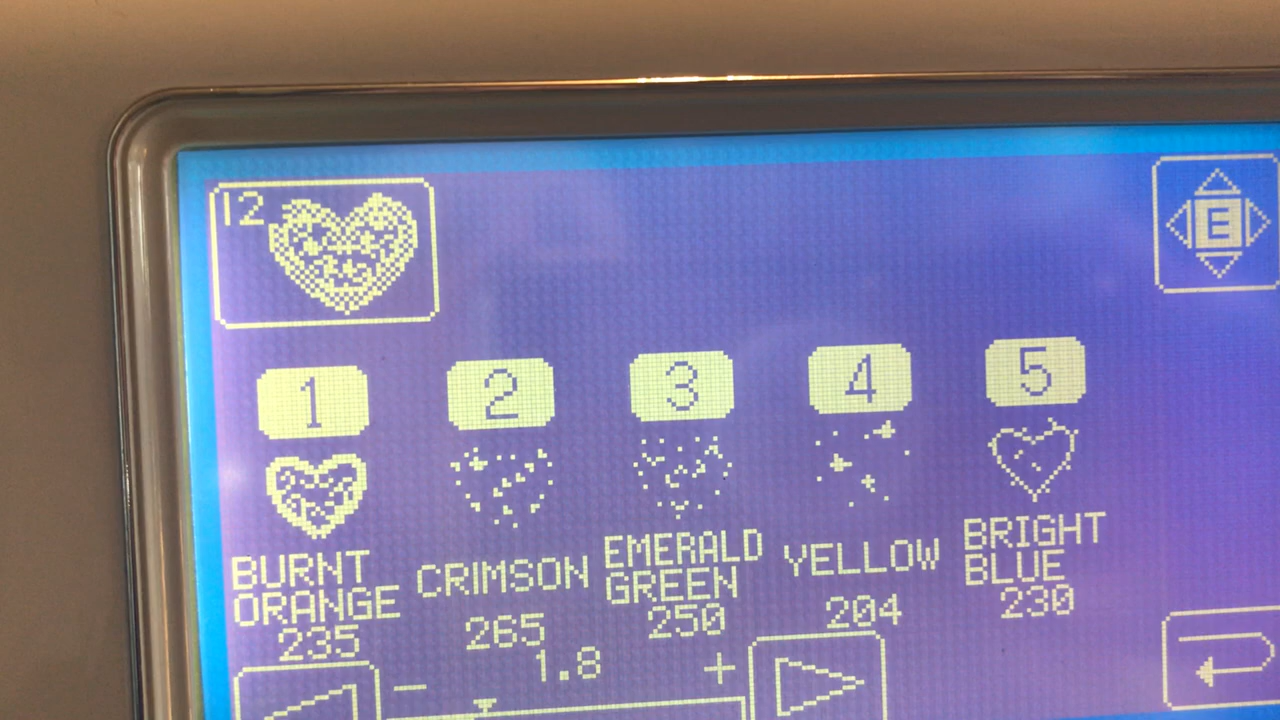 12
E
1 2 3 4 5
BURNT ORANGE 235
CRIMSON 265
EMERALD GREEN 250
YELLOW 204
BRIGHT BLUE 230
- 1.8 +